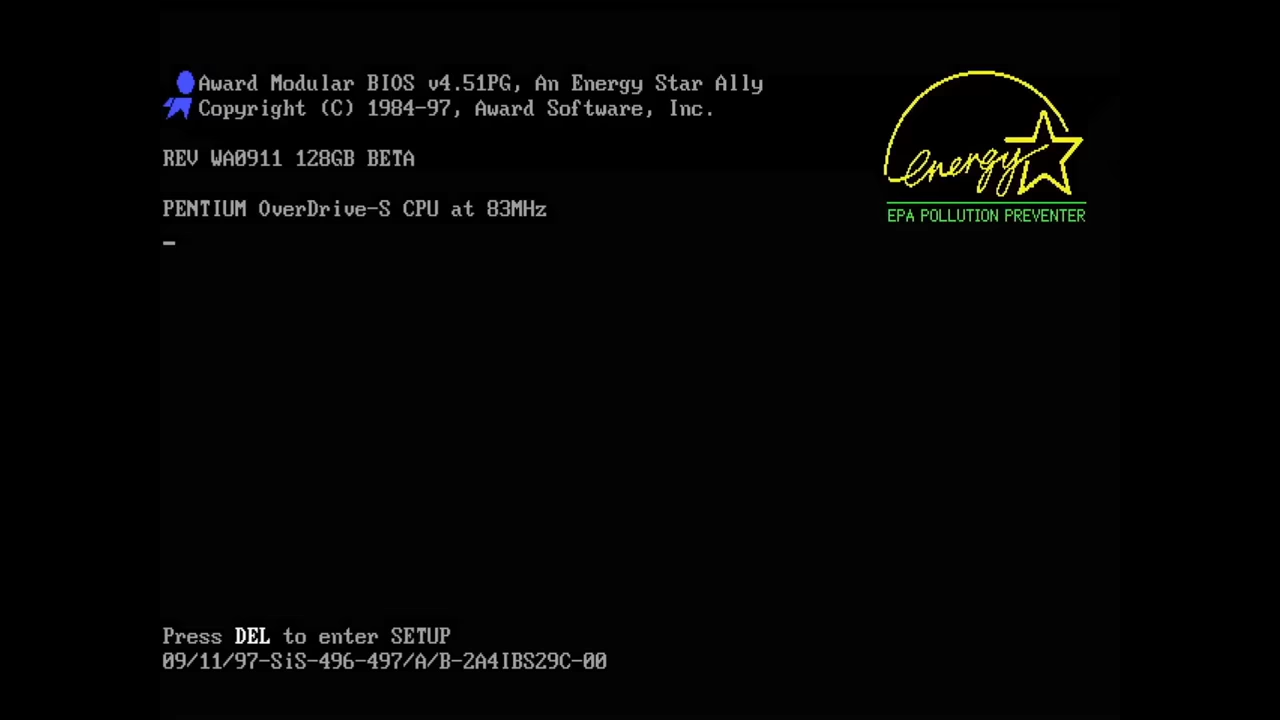 Award Modular BIOS v4.51PG, An Energy Star Ally
Copyright (C) 1984-97, Award Software, Inc.
energy
EPA POLLUTION PREVENTER
REV WA0911 128GB BETA
PENTIUM OverDrive-S CPU at 83MHz
Press DEL to enter SETUP
09/11/97-SiS-496-497/A/B-2A4IBS29C-00